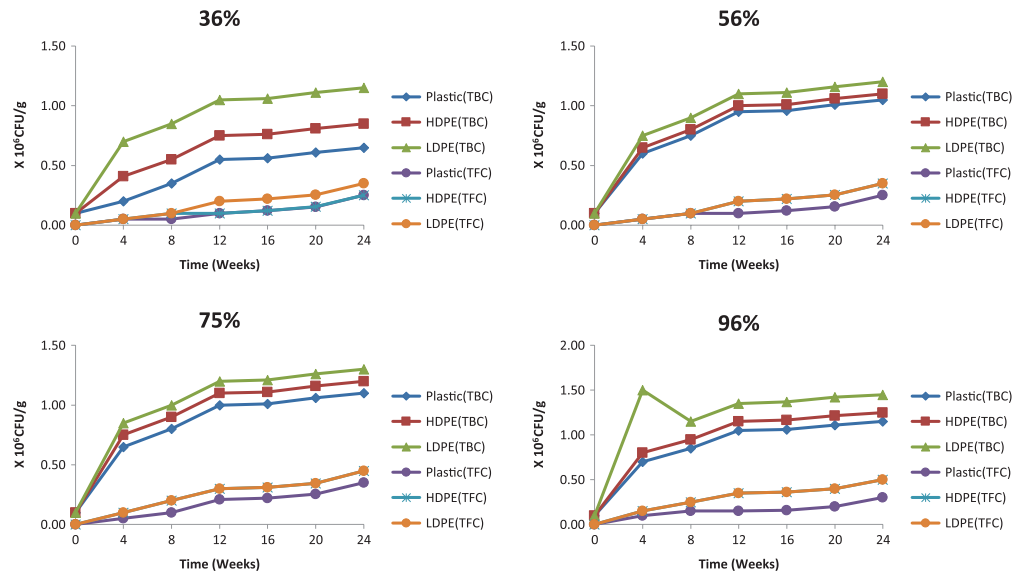 36%
X 10⁶CFU/g
1.50
1.00
0.50
0.00
0 4 8 12 16 20 24
Time (Weeks)
Plastic(TBC)
HDPE(TBC)
LDPE(TBC)
Plastic(TFC)
HDPE(TFC)
LDPE(TFC)
56%
X 10⁶CFU/g
1.50
1.00
0.50
0.00
0 4 8 12 16 20 24
Time (Weeks)
Plastic(TBC)
HDPE(TBC)
LDPE(TBC)
Plastic(TFC)
HDPE(TFC)
LDPE(TFC)
75%
X 10⁶CFU/g
1.50
1.00
0.50
0.00
0 4 8 12 16 20 24
Time (Weeks)
Plastic(TBC)
HDPE(TBC)
LDPE(TBC)
Plastic(TFC)
HDPE(TFC)
LDPE(TFC)
96%
X 10⁶CFU/g
2.00
1.50
1.00
0.50
0.00
0 4 8 12 16 20 24
Time (Weeks)
Plastic(TBC)
HDPE(TBC)
LDPE(TBC)
Plastic(TFC)
HDPE(TFC)
LDPE(TFC)